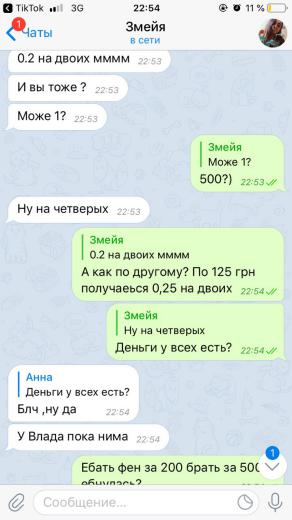 TikTok 3G 22:54 11 %
1
Чаты
Змейя
в сети
0.2 на двоих мммм 22:53
И вы тоже ? 22:53
Може 1? 22:53
Змейя
Може 1?
500?) 22:53
Ну на четверых 22:53
Змейя
0.2 на двоих мммм
А как по другому? По 125 грн
получаеься 0,25 на двоих 22:54
Змейя
Ну на четверых
Деньги у всех есть? 22:54
Анна
Деньги у всех есть?
Блч ,ну да 22:54
У Влада пока нима 22:54
1
Ебать фен за 200 брать за 500
ебнулась?
Сообщение...